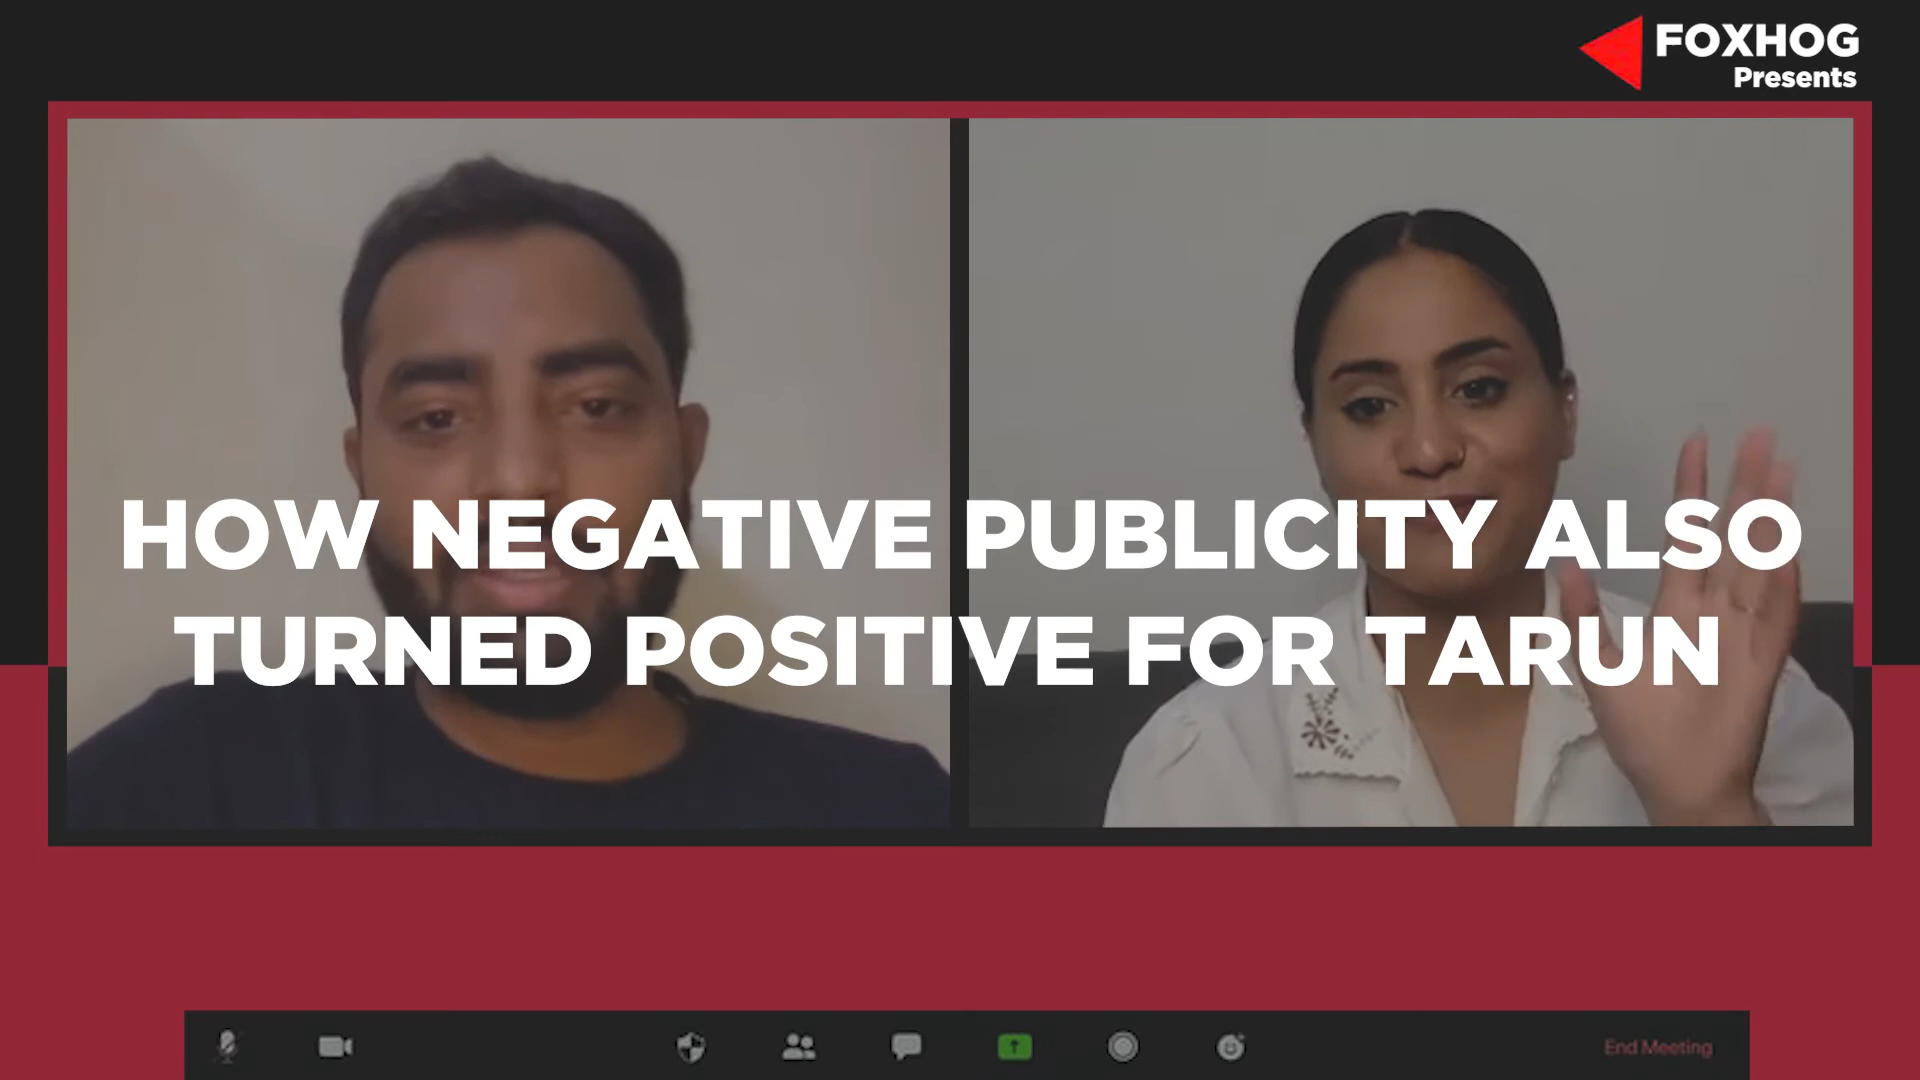 FOXHOG
Presents
HOW NEGATIVE PUBLICITY ALSO
TURNED POSITIVE FOR TARUN
End Meeting